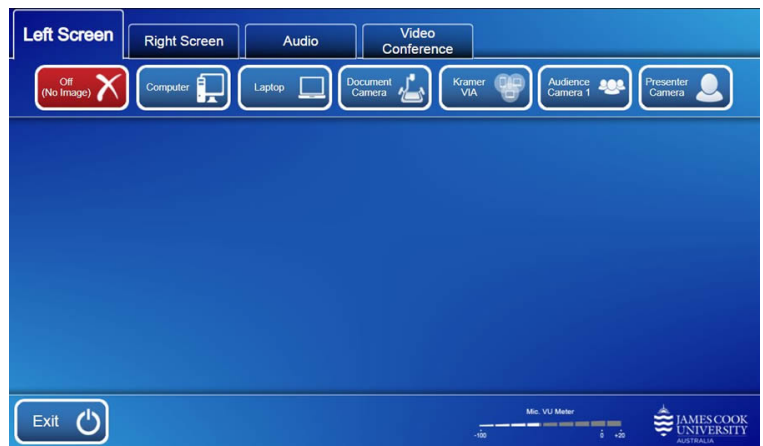 Left Screen
Right Screen
Audio
Video
Conference
Off
(No Image)
Computer
Laptop
Document
Camera
Kramer
VIA
Audience
Camera 1
Presenter
Camera
Exit
Mic. VU Meter
-100
0
+20
JAMES COOK
UNIVERSITY
AUSTRALIA